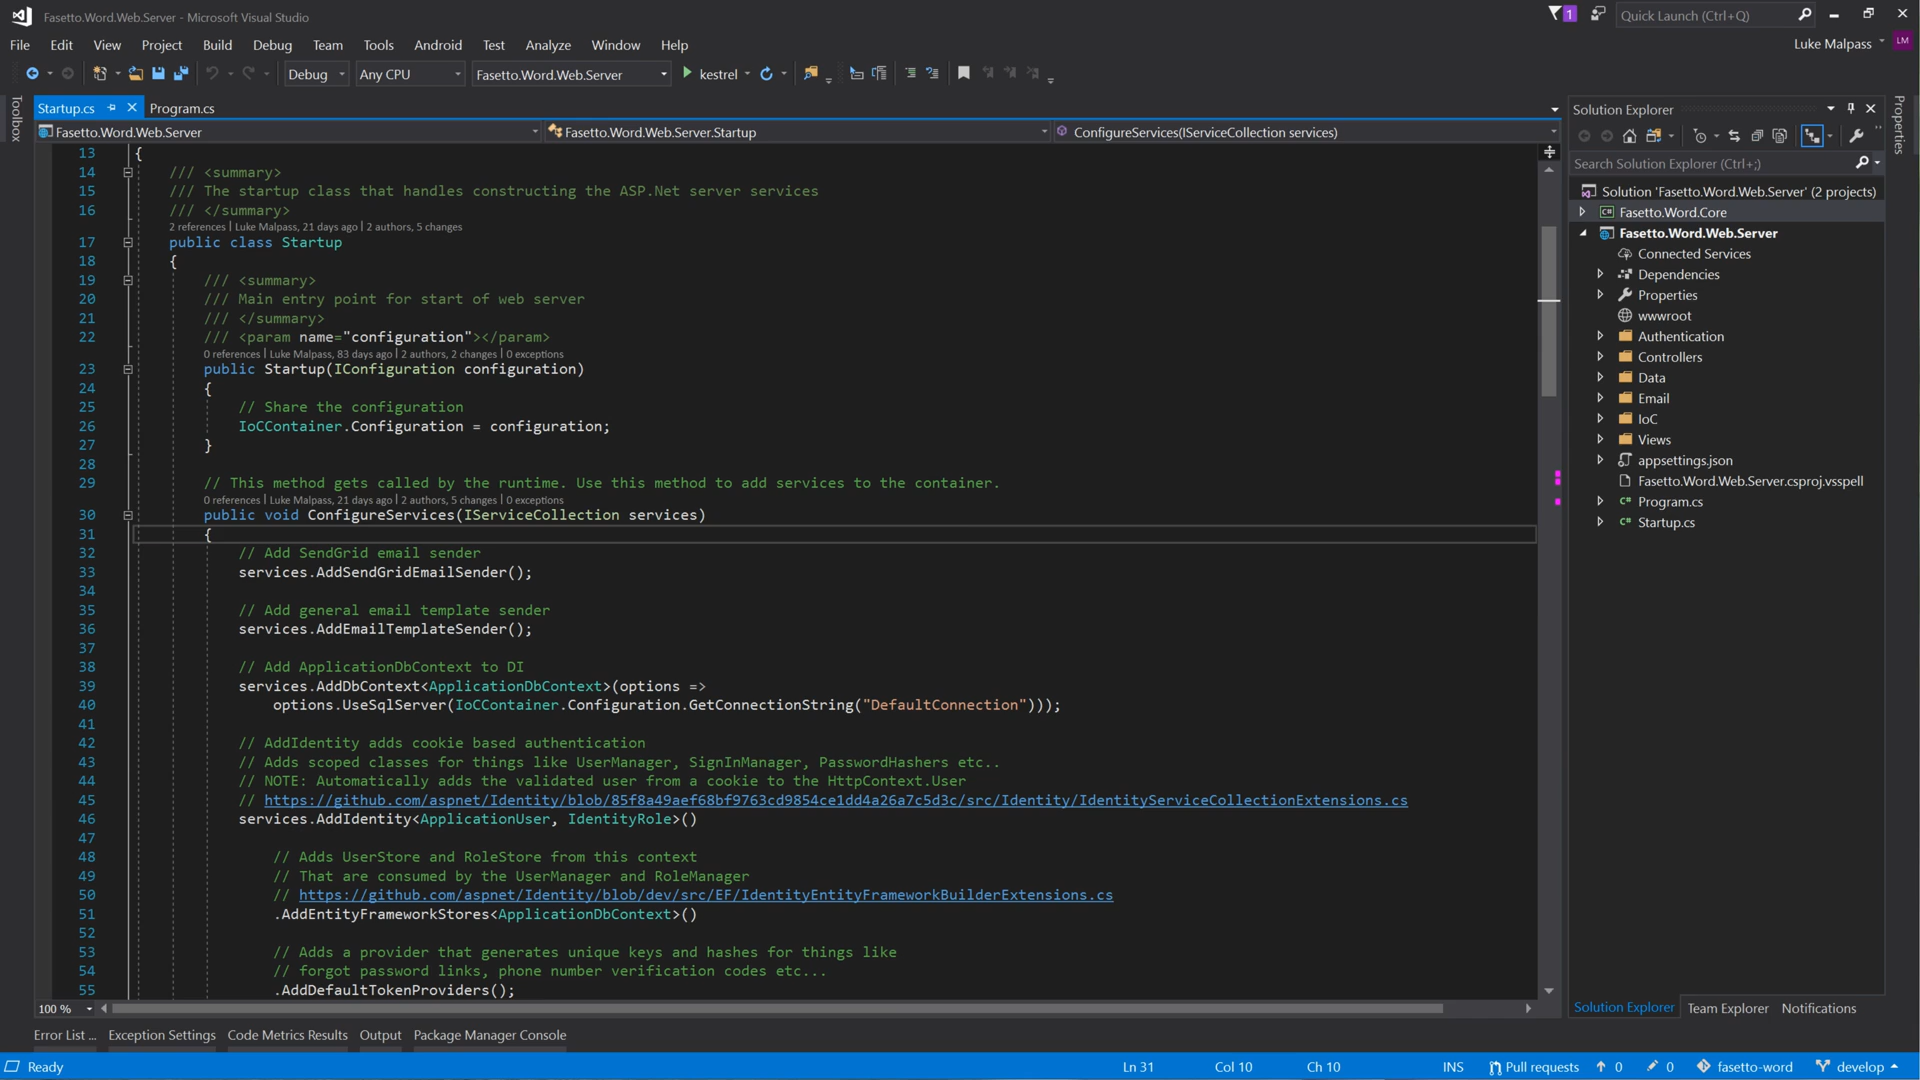 Fasetto.Word.Web.Server - Microsoft Visual Studio
1
Quick Launch (Ctrl+Q)
File Edit View Project Build Debug Team Tools Android Test Analyze Window Help
Luke Malpass LM
Debug Any CPU Fasetto.Word.Web.Server kestrel
Toolbox
Startup.cs Program.cs
Fasetto.Word.Web.Server Fasetto.Word.Web.Server.Startup ConfigureServices(IServiceCollection services)
13 {
14 /// <summary>
15 /// The startup class that handles constructing the ASP.Net server services
16 /// </summary>
2 references | Luke Malpass, 21 days ago | 2 authors, 5 changes
17 public class Startup
18 {
19 /// <summary>
20 /// Main entry point for start of web server
21 /// </summary>
22 /// <param name="configuration"></param>
0 references | Luke Malpass, 83 days ago | 2 authors, 2 changes | 0 exceptions
23 public Startup(IConfiguration configuration)
24 {
25 // Share the configuration
26 IoCContainer.Configuration = configuration;
27 }
28
29 // This method gets called by the runtime. Use this method to add services to the container.
0 references | Luke Malpass, 21 days ago | 2 authors, 5 changes | 0 exceptions
30 public void ConfigureServices(IServiceCollection services)
31 {
32 // Add SendGrid email sender
33 services.AddSendGridEmailSender();
34
35 // Add general email template sender
36 services.AddEmailTemplateSender();
37
38 // Add ApplicationDbContext to DI
39 services.AddDbContext<ApplicationDbContext>(options =>
40 options.UseSqlServer(IoCContainer.Configuration.GetConnectionString("DefaultConnection")));
41
42 // AddIdentity adds cookie based authentication
43 // Adds scoped classes for things like UserManager, SignInManager, PasswordHashers etc..
44 // NOTE: Automatically adds the validated user from a cookie to the HttpContext.User
45 // https://github.com/aspnet/Identity/blob/85f8a49aef68bf9763cd9854ce1dd4a26a7c5d3c/src/Identity/IdentityServiceCollectionExtensions.cs
46 services.AddIdentity<ApplicationUser, IdentityRole>()
47
48 // Adds UserStore and RoleStore from this context
49 // That are consumed by the UserManager and RoleManager
50 // https://github.com/aspnet/Identity/blob/dev/src/EF/IdentityEntityFrameworkBuilderExtensions.cs
51 .AddEntityFrameworkStores<ApplicationDbContext>()
52
53 // Adds a provider that generates unique keys and hashes for things like
54 // forgot password links, phone number verification codes etc...
55 .AddDefaultTokenProviders();
100 %
Solution Explorer
Search Solution Explorer (Ctrl+;)
Solution 'Fasetto.Word.Web.Server' (2 projects)
Fasetto.Word.Core
Fasetto.Word.Web.Server
Connected Services
Dependencies
Properties
wwwroot
Authentication
Controllers
Data
Email
IoC
Views
appsettings.json
Fasetto.Word.Web.Server.csproj.vsspell
Program.cs
Startup.cs
Solution Explorer Team Explorer Notifications
Properties
Error List ... Exception Settings Code Metrics Results Output Package Manager Console
Ready Ln 31 Col 10 Ch 10 INS Pull requests 0 0 fasetto-word develop